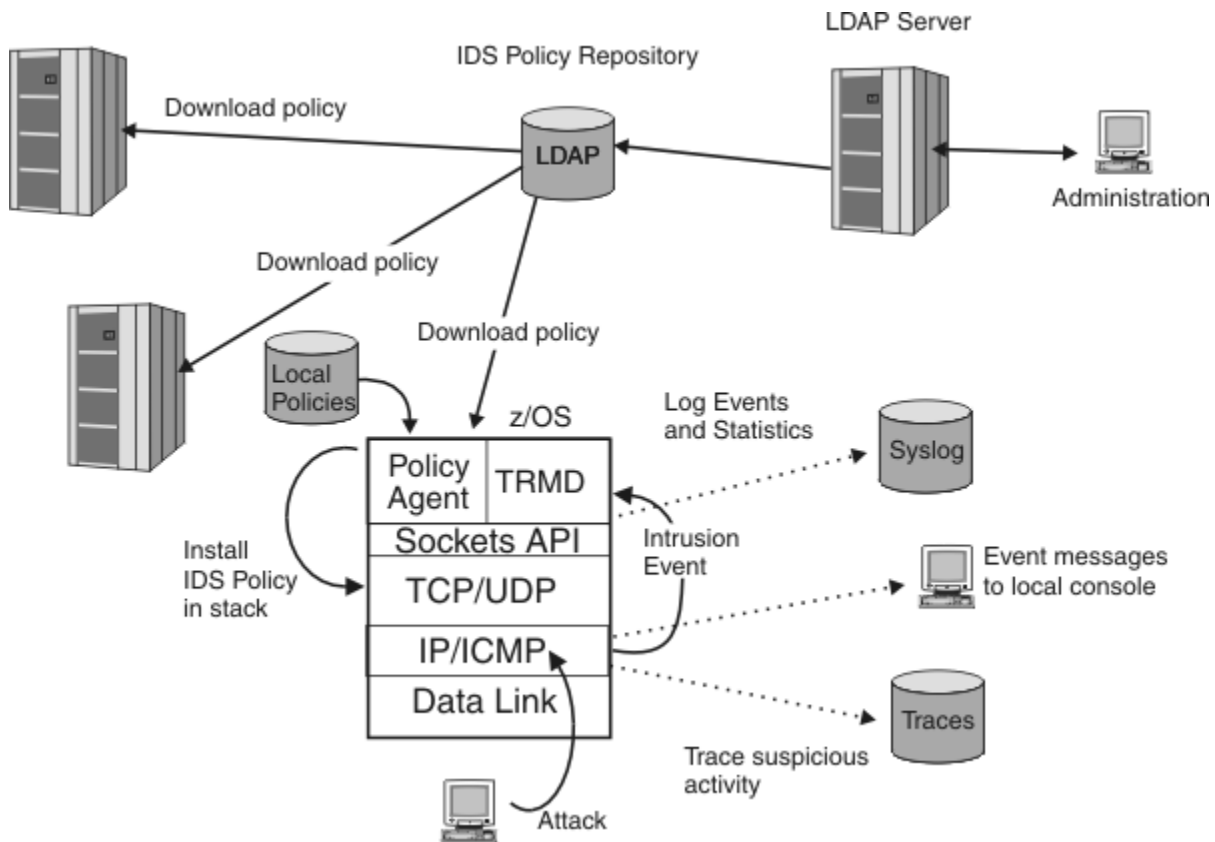 LDAP Server
IDS Policy Repository
Download policy
LDAP
Administration
Download policy
Download policy
Local
Policies
z/OS
Log Events
and Statistics
Syslog
Policy
Agent
TRMD
Sockets API
Intrusion
Event
Install
IDS Policy
in stack
TCP/UDP
Event messages
to local console
IP/ICMP
Data Link
Traces
Trace suspicious
activity
Attack